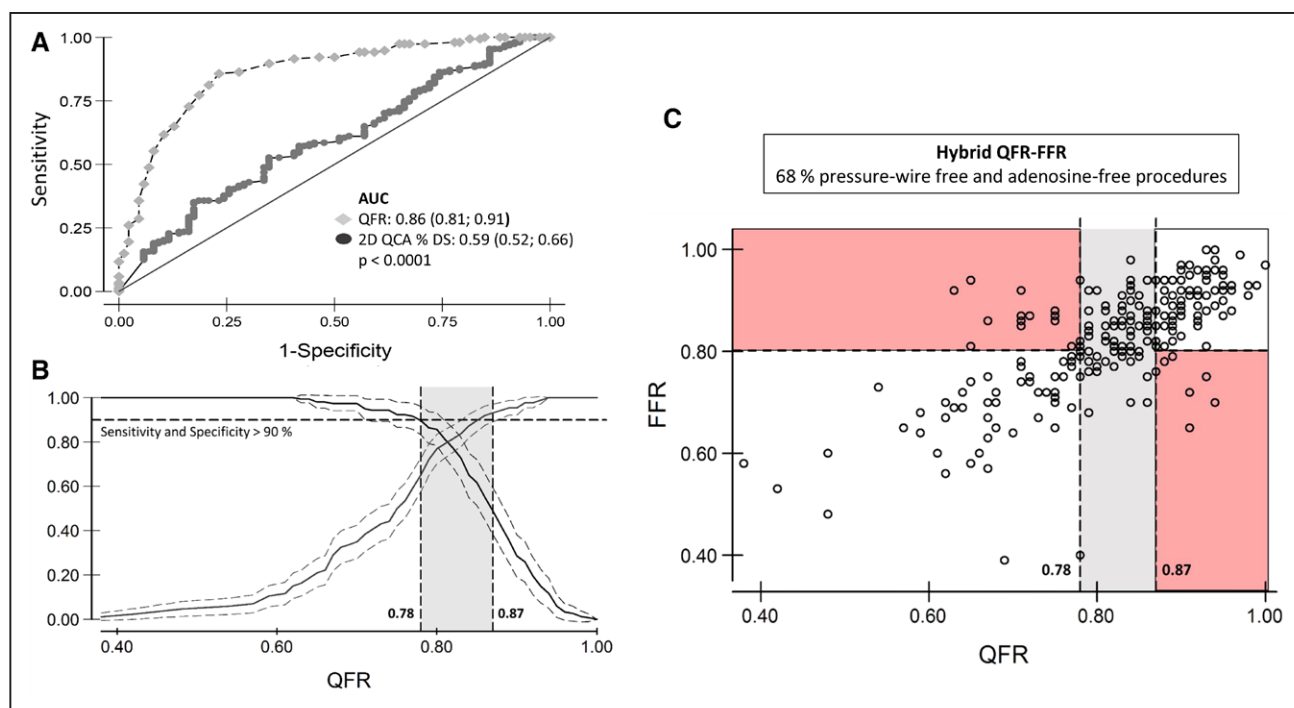 A
1.00
0.75
0.50
0.25
0.00
Sensitivity
0.00 0.25 0.50 0.75 1.00
1-Specificity
AUC
QFR: 0.86 (0.81; 0.91)
2D QCA % DS: 0.59 (0.52; 0.66)
p < 0.0001
B
1.00
0.80
0.60
0.40
0.20
0.00
Sensitivity and Specificity > 90 %
0.78 0.87
0.40 0.60 0.80 1.00
QFR
C
Hybrid QFR-FFR
68 % pressure-wire free and adenosine-free procedures
1.00
0.80
0.60
0.40
FFR
0.78 0.87
0.40 0.60 0.80 1.00
QFR